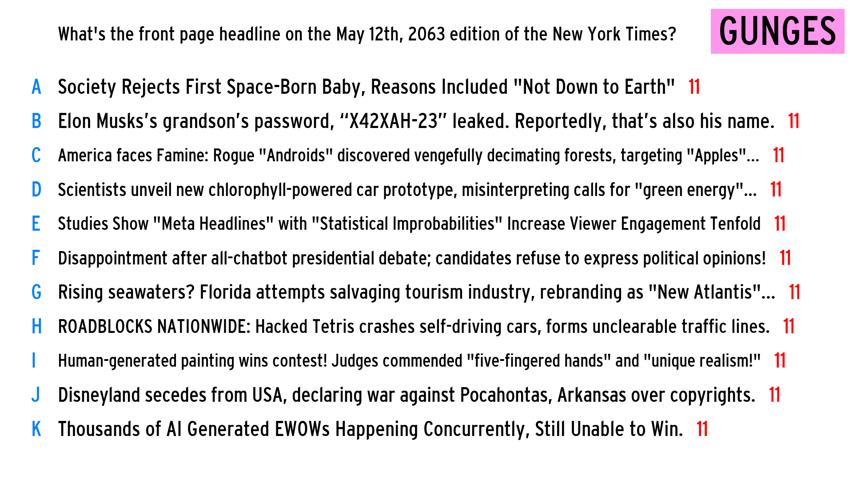 What's the front page headline on the May 12th, 2063 edition of the New York Times?
GUNGES
A Society Rejects First Space-Born Baby, Reasons Included "Not Down to Earth" 11
B Elon Musks’s grandson’s password, “X42XAH-23” leaked. Reportedly, that’s also his name. 11
C America faces Famine: Rogue "Androids" discovered vengefully decimating forests, targeting "Apples"... 11
D Scientists unveil new chlorophyll-powered car prototype, misinterpreting calls for "green energy"... 11
E Studies Show "Meta Headlines" with "Statistical Improbabilities" Increase Viewer Engagement Tenfold 11
F Disappointment after all-chatbot presidential debate; candidates refuse to express political opinions! 11
G Rising seawaters? Florida attempts salvaging tourism industry, rebranding as "New Atlantis"... 11
H ROADBLOCKS NATIONWIDE: Hacked Tetris crashes self-driving cars, forms unclearable traffic lines. 11
I Human-generated painting wins contest! Judges commended "five-fingered hands" and "unique realism!" 11
J Disneyland secedes from USA, declaring war against Pocahontas, Arkansas over copyrights. 11
K Thousands of AI Generated EWOWs Happening Concurrently, Still Unable to Win. 11